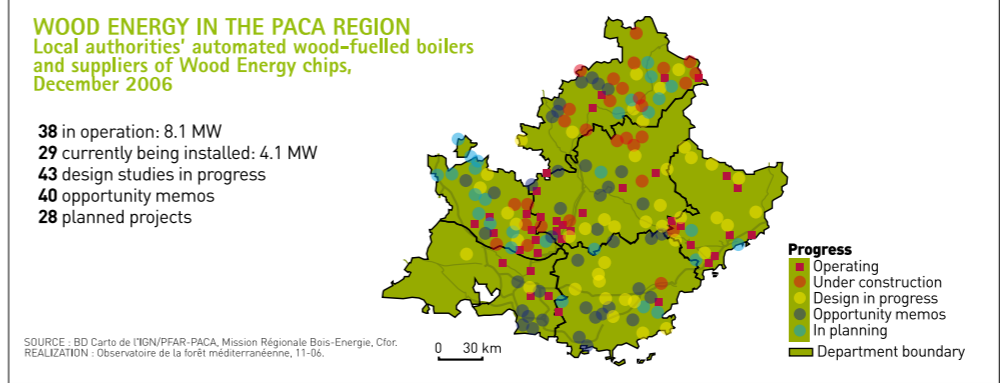 WOOD ENERGY IN THE PACA REGION
Local authorities' automated wood-fuelled boilers
and suppliers of Wood Energy chips,
December 2006
38 in operation: 8.1 MW
29 currently being installed: 4.1 MW
43 design studies in progress
40 opportunity memos
28 planned projects
SOURCE : BD Carto de l'IGN/PFAR-PACA, Mission Régionale Bois-Energie, Cfor.
REALIZATION : Observatoire de la forêt méditerranéenne, 11-06.
0 30 km
Progress
Operating
Under construction
Design in progress
Opportunity memos
In planning
Department boundary